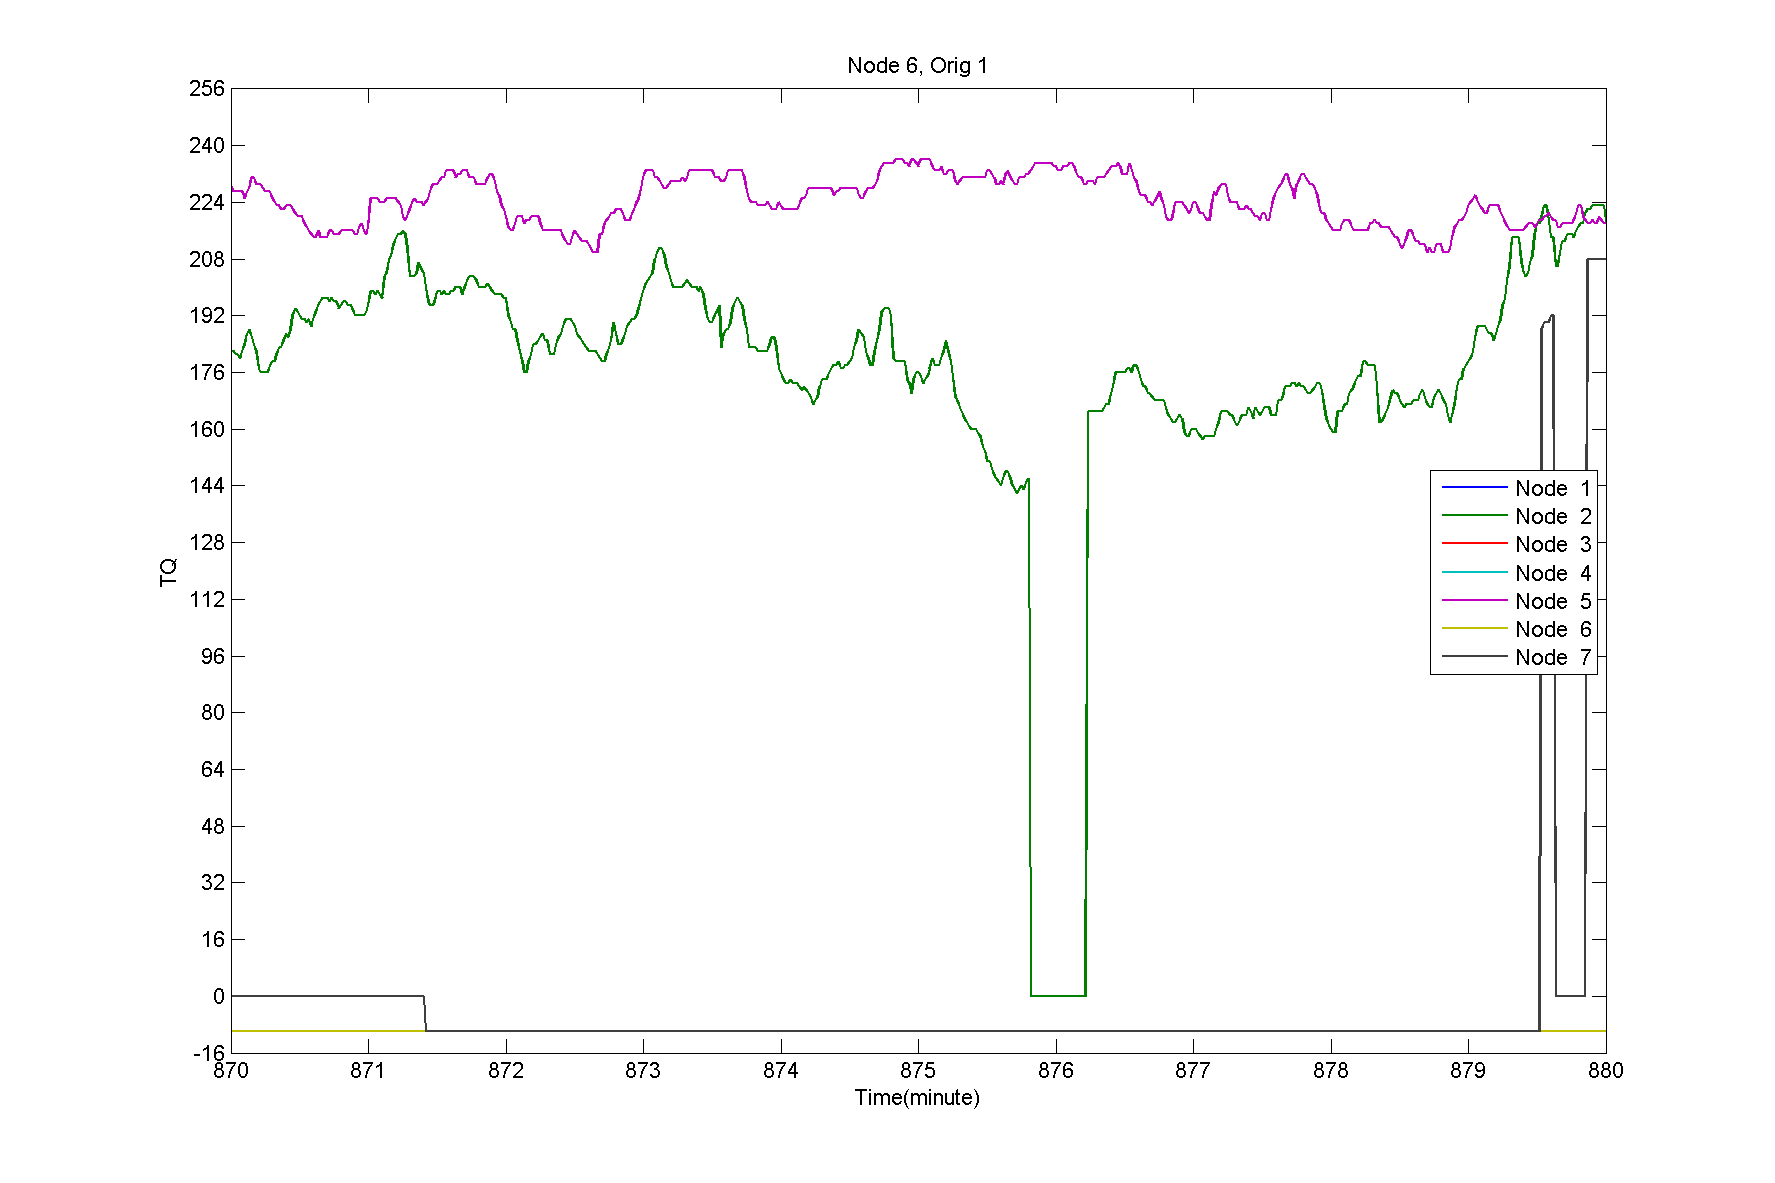 Node 6, Orig 1
256
240
224
208
192
176
160
144
128
112
96
80
64
48
32
16
0
-16
TQ
Node 1
Node 2
Node 3
Node 4
Node 5
Node 6
Node 7
870 871 872 873 874 875 876 877 878 879 880
Time(minute)